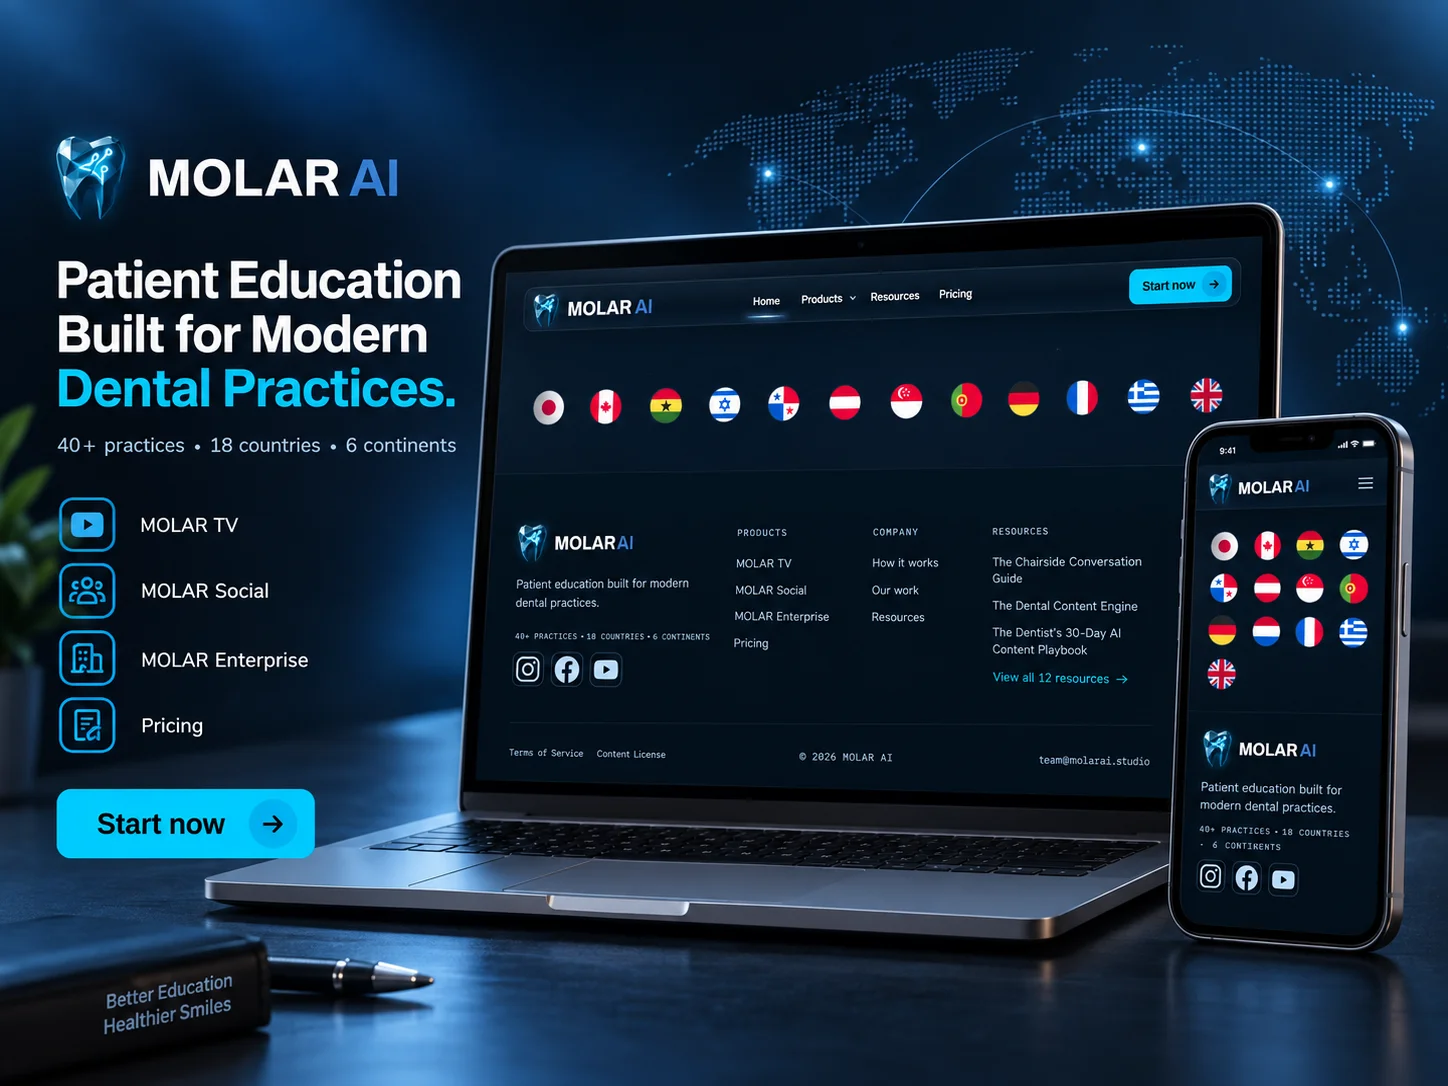 MOLAR AI
Patient Education
Built for Modern
Dental Practices.
40+ practices • 18 countries • 6 continents
MOLAR TV
MOLAR Social
MOLAR Enterprise
Pricing
Start now
Better Education
Healthier Smiles
MOLAR AI
Home
Products
Resources
Pricing
Start now
MOLAR AI
Patient education built for modern
dental practices.
40+ PRACTICES • 18 COUNTRIES • 6 CONTINENTS
PRODUCTS
MOLAR TV
MOLAR Social
MOLAR Enterprise
Pricing
COMPANY
How it works
Our work
Resources
RESOURCES
The Chairside Conversation
Guide
The Dental Content Engine
The Dentist's 30-Day AI
Content Playbook
View all 12 resources →
Terms of Service
Content License
© 2026 MOLAR AI
team@molarai.studio
9:41
MOLAR AI
MOLAR AI
Patient education built for
modern dental practices.
40+ PRACTICES • 18 COUNTRIES
- 6 CONTINENTS